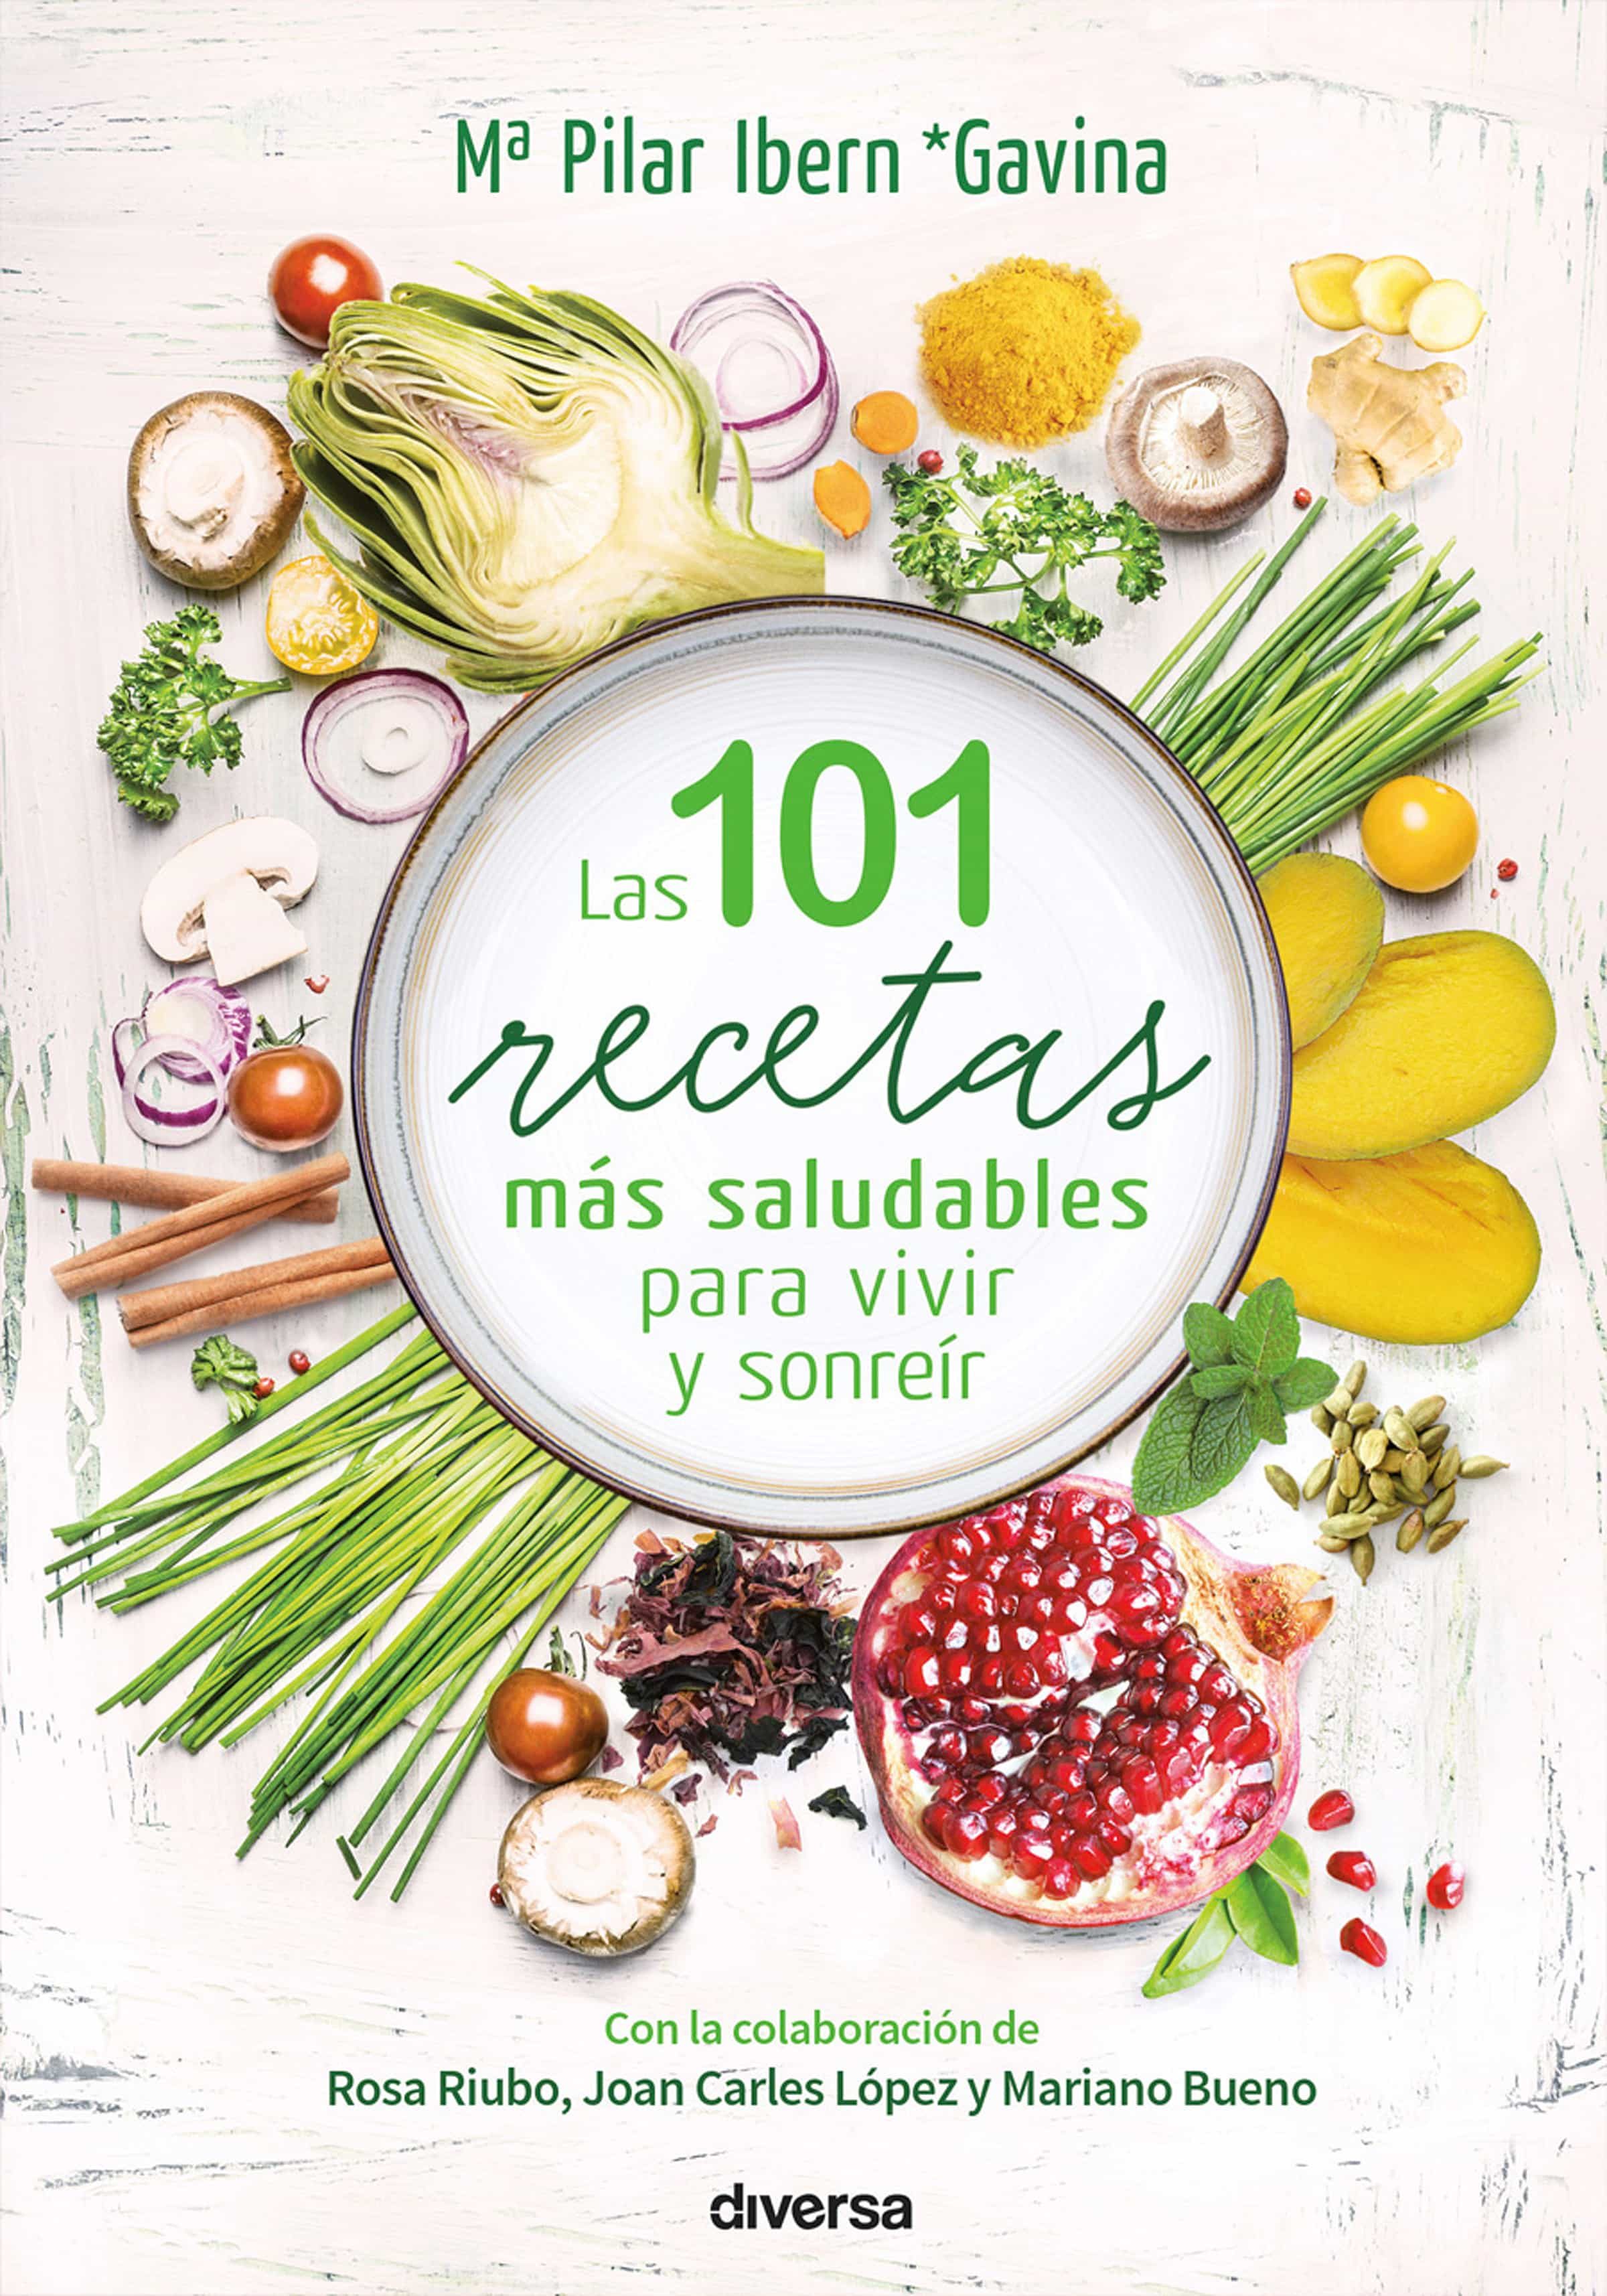 Mª Pilar Ibern *Gavina
Las 101
recetas
más saludables
para vivir
y sonreír
Con la colaboración de
Rosa Riubo, Joan Carles López y Mariano Bueno
diversa